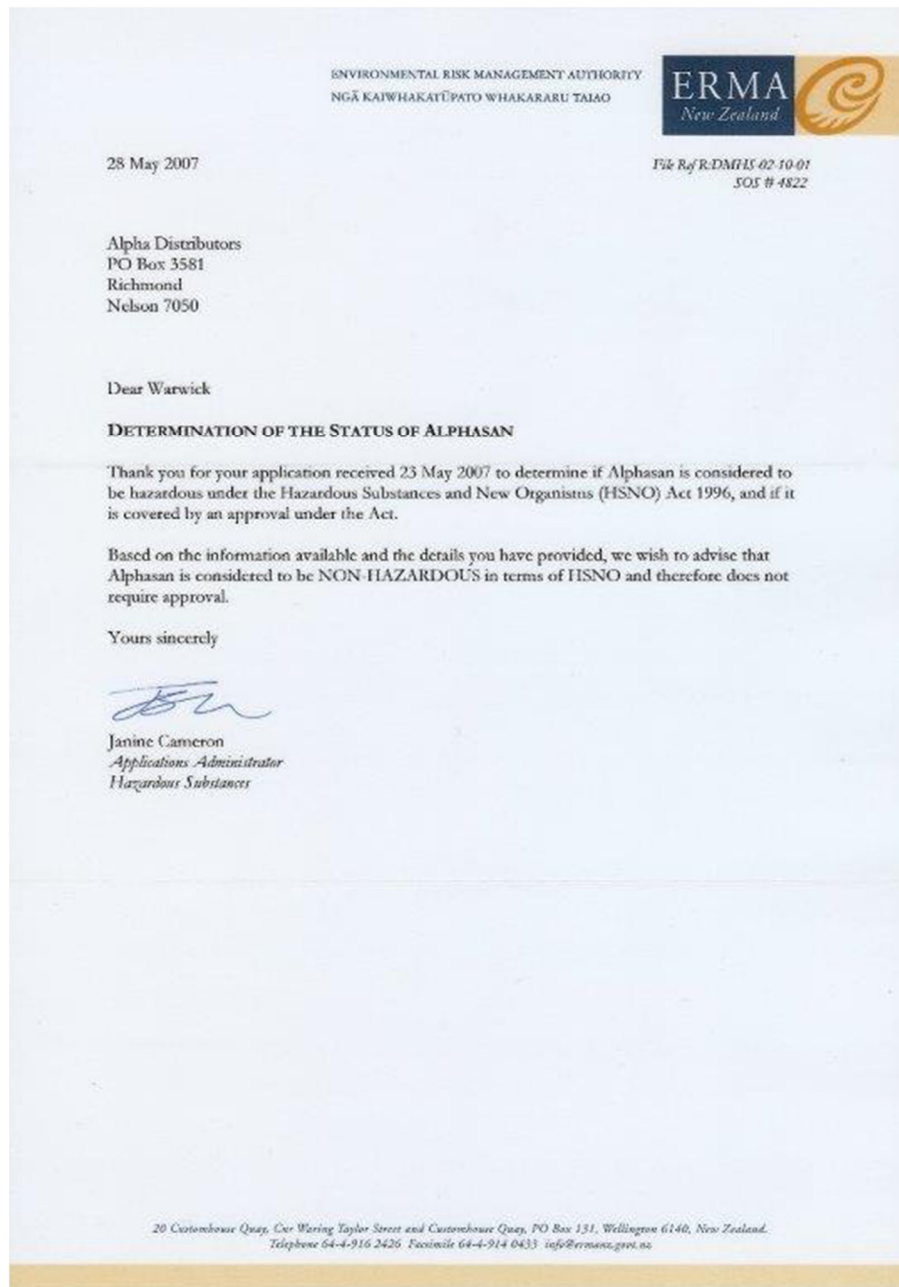 ENVIRONMENTAL RISK MANAGEMENT AUTHORITY
NGĀ KAIWHAKATŪPATO WHAKARARU TAIAO
ERMA
New Zealand
28 May 2007
File Ref R:DMHS-02-10-01
SOS # 4822
Alpha Distributors
PO Box 3581
Richmond
Nelson 7050
Dear Warwick
DETERMINATION OF THE STATUS OF ALPHASAN
Thank you for your application received 23 May 2007 to determine if Alphasan is considered to
be hazardous under the Hazardous Substances and New Organisms (HSNO) Act 1996, and if it
is covered by an approval under the Act.
Based on the information available and the details you have provided, we wish to advise that
Alphasan is considered to be NON-HAZARDOUS in terms of HSNO and therefore does not
require approval.
Yours sincerely
Janine Cameron
Applications Administrator
Hazardous Substances
20 Customhouse Quay, Cnr Waring Taylor Street and Customhouse Quay, PO Box 131, Wellington 6140, New Zealand.
Telephone 64-4-916 2426 Facsimile 64-4-914 0433 info@ermanz.govt.nz